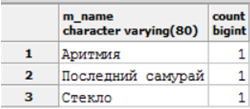 m_name count
character varying(80) bigint
1 Аритмия 1
2 Последний самурай 1
3 Стекло 1